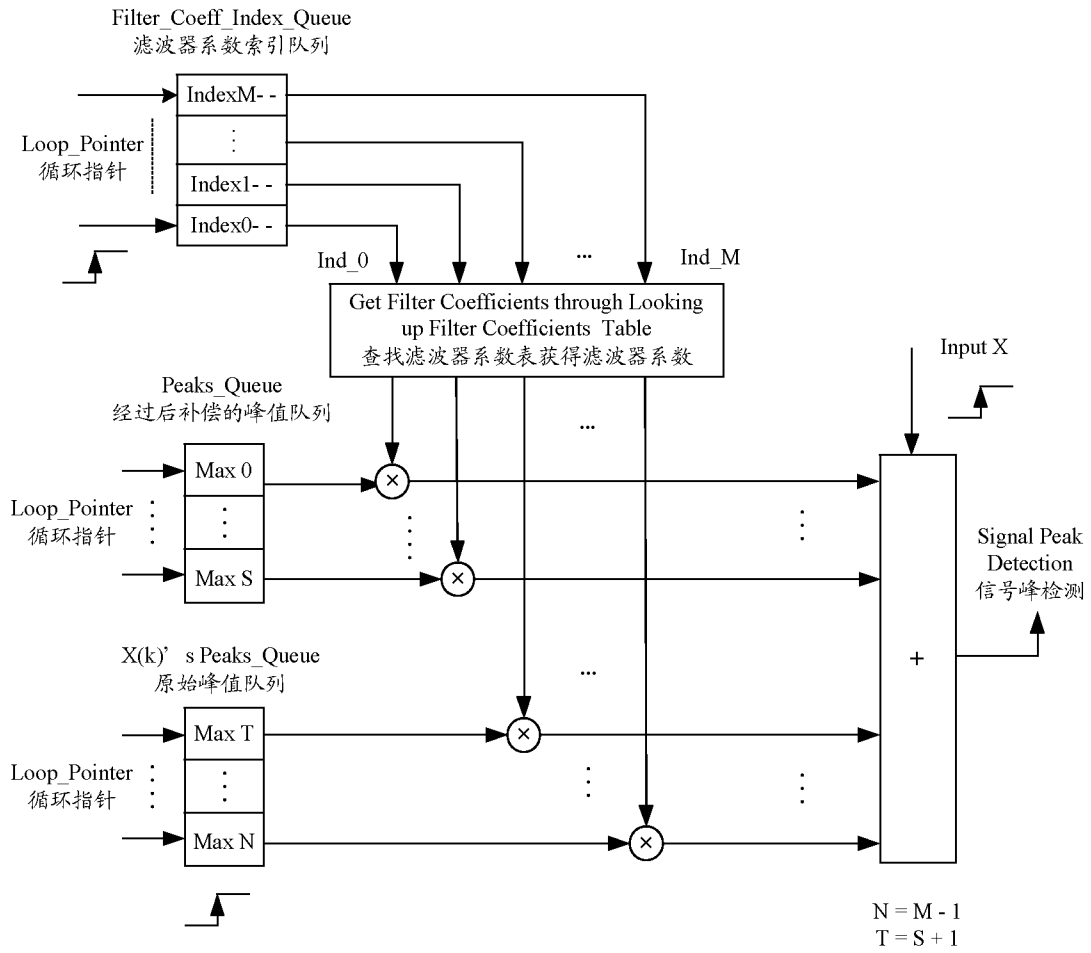 Filter_Coeff_Index_Queue
滤波器系数索引队列
IndexM- -
Loop_Pointer
循环指针
Index1- -
Index0- -
Ind_0
...
Ind_M
Get Filter Coefficients through Looking
up Filter Coefficients Table
查找滤波器系数表获得滤波器系数
Input X
Peaks_Queue
经过后补偿的峰值队列
...
Max 0
×
Loop_Pointer
循环指针
Max S
×
Signal Peak
Detection
信号峰检测
+
X(k)’s Peaks_Queue
原始峰值队列
...
Max T
×
Loop_Pointer
循环指针
Max N
×
N = M - 1
T = S + 1